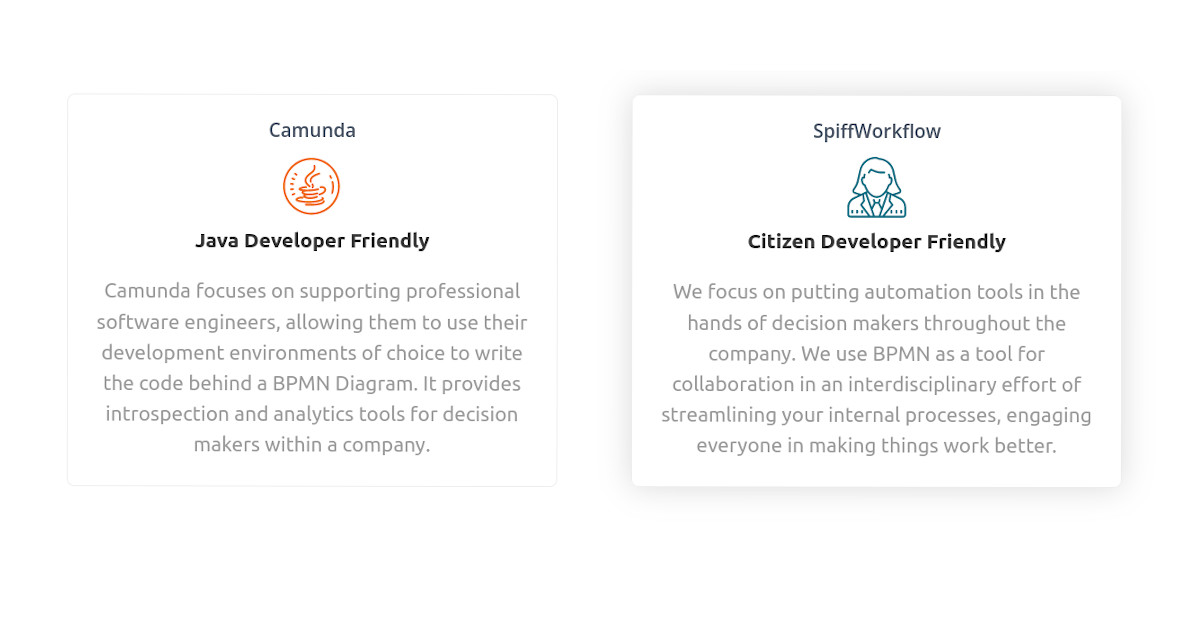 Camunda
Java Developer Friendly
Camunda focuses on supporting professional
software engineers, allowing them to use their
development environments of choice to write
the code behind a BPMN Diagram. It provides
introspection and analytics tools for decision
makers within a company.
SpiffWorkflow
Citizen Developer Friendly
We focus on putting automation tools in the
hands of decision makers throughout the
company. We use BPMN as a tool for
collaboration in an interdisciplinary effort of
streamlining your internal processes, engaging
everyone in making things work better.